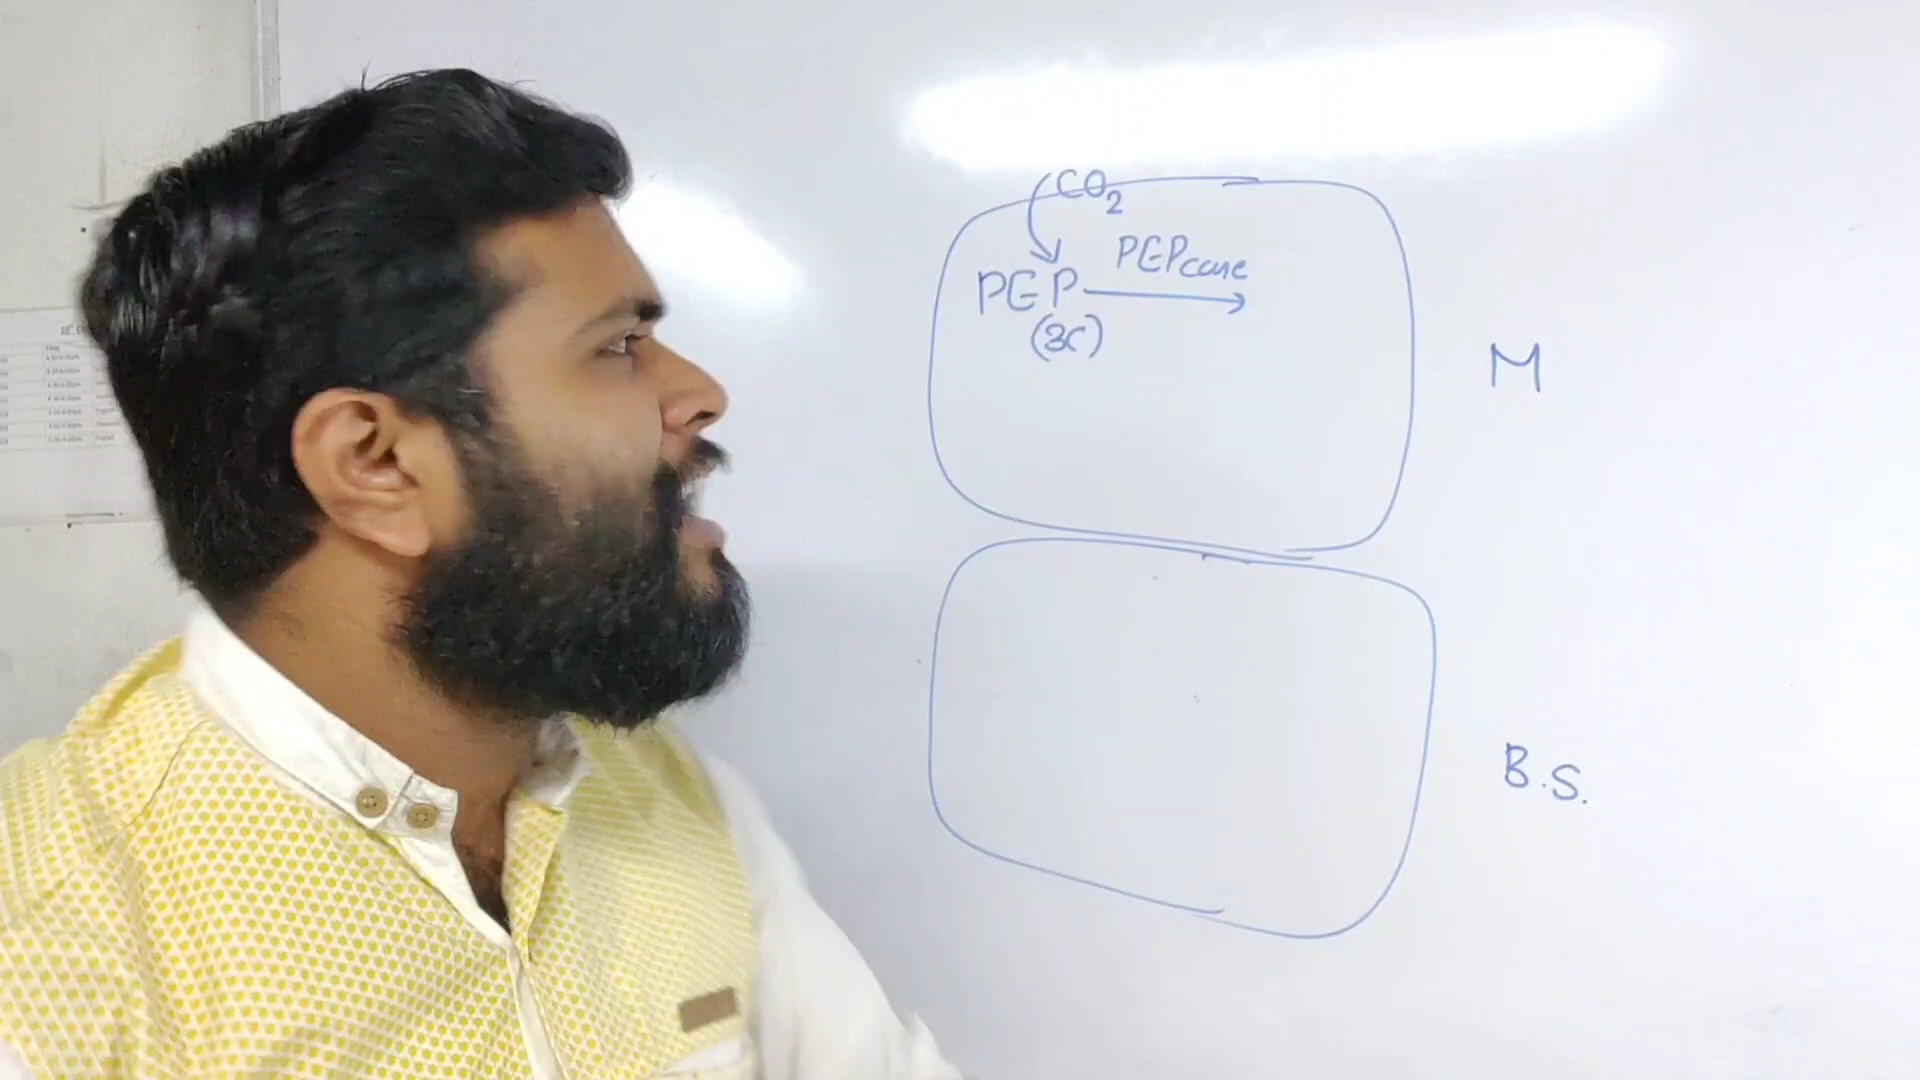 CO2
PEPcase
PEP
(3C)
M
B.S.